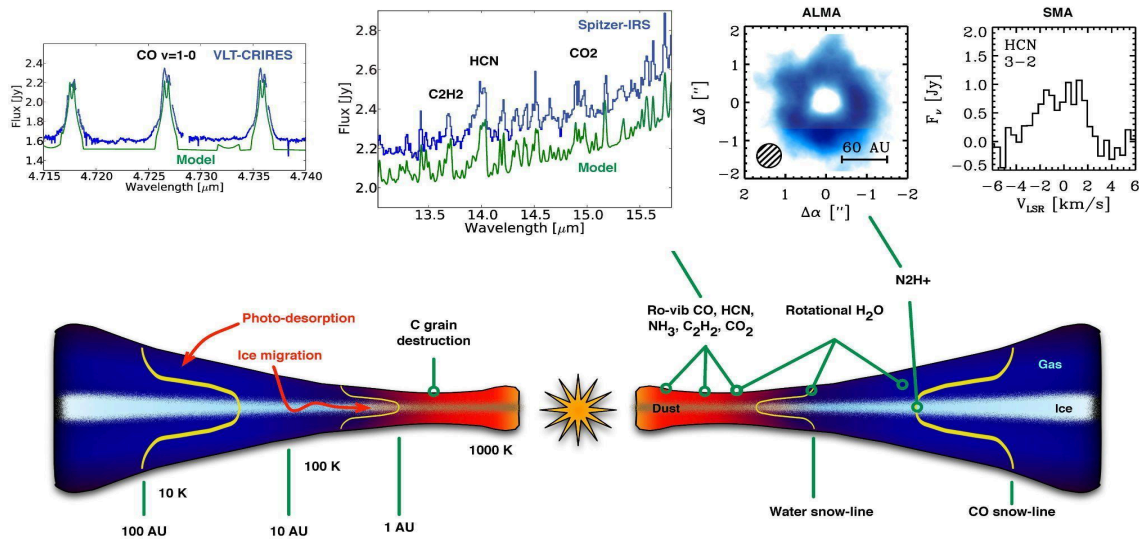 CO v=1-0 VLT-CRIRES
Flux [Jy]
2.4
2.2
2.0
1.8
1.6
1.4
Model
4.715 4.720 4.725 4.730 4.735 4.740
Wavelength [μm]
Spitzer-IRS
HCN
CO2
C2H2
Flux [Jy]
2.8
2.6
2.4
2.2
2.0
Model
13.5 14.0 14.5 15.0 15.5
Wavelength [μm]
ALMA
Δδ ["]
2
1
0
-1
-2
60 AU
2 1 0 -1 -2
Δα ["]
SMA
HCN
3-2
Fν [Jy]
2.0
1.5
1.0
0.5
0.0
-0.5
-6 -4 -2 0 2 4 6
VLSR [km/s]
Photo-desorption
Ice migration
C grain
destruction
1000 K
100 K
10 K
100 AU
10 AU
1 AU
Ro-vib CO, HCN,
NH3, C2H2, CO2
Rotational H2O
N2H+
Gas
Dust
Ice
Water snow-line
CO snow-line